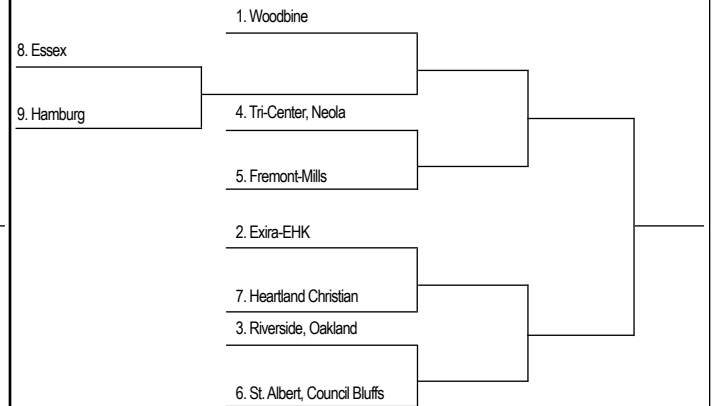 1. Woodbine
8. Essex
9. Hamburg
4. Tri-Center, Neola
5. Fremont-Mills
2. Exira-EHK
7. Heartland Christian
3. Riverside, Oakland
6. St. Albert, Council Bluffs